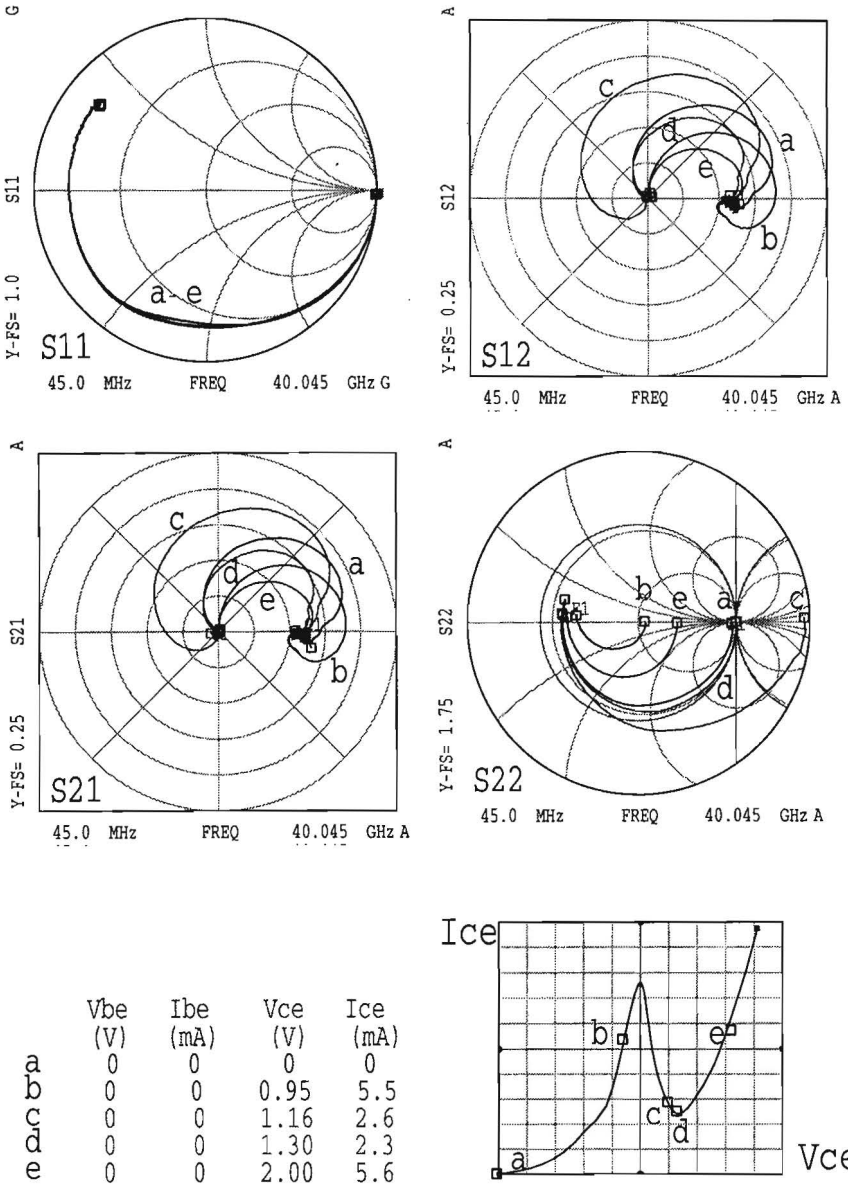 G
S11
Y-FS= 1.0
a-e
S11
45.0 MHz FREQ 40.045 GHz G
A
S12
Y-FS= 0.25
c
d
a
e
b
S12
45.0 MHz FREQ 40.045 GHz A
A
S21
Y-FS= 0.25
c
a
d
e
b
S21
45.0 MHz FREQ 40.045 GHz A
A
S22
Y-FS= 1.75
b
e
a
c
d
S22
45.0 MHz FREQ 40.045 GHz A
Vbe Ibe Vce Ice
(V) (mA) (V) (mA)
a 0 0 0 0
b 0 0 0.95 5.5
c 0 0 1.16 2.6
d 0 0 1.30 2.3
e 0 0 2.00 5.6
Ice
b
e
c
d
a
Vce